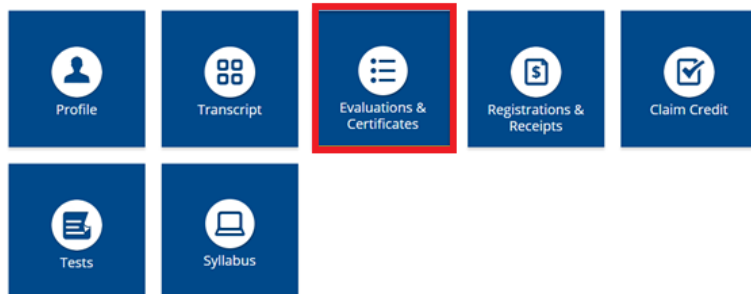 Profile
Transcript
Evaluations &
Certificates
$
Registrations &
Receipts
Claim Credit
Tests
Syllabus